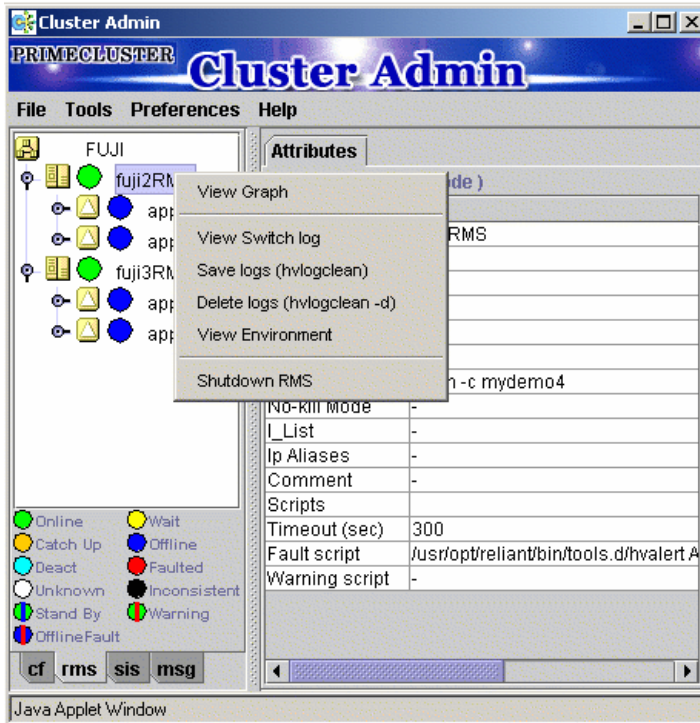 Cluster Admin
PRIMECLUSTER
Cluster Admin
File Tools Preferences Help
FUJI
fuji2RM
app
app
fuji3RM
app
app
Attributes
de )
RMS
View Graph
View Switch log
Save logs (hvlogclean)
Delete logs (hvlogclean -d)
View Environment
Shutdown RMS
-c mydemo4
No-kill Mode -
I_List -
Ip Aliases -
Comment -
Scripts
Timeout (sec) 300
Fault script /usr/opt/reliant/bin/tools.d/hvalert A
Warning script -
Online Wait
Catch Up Offline
Deact Faulted
Unknown Inconsistent
Stand By Warning
OfflineFault
cf rms sis msg
Java Applet Window